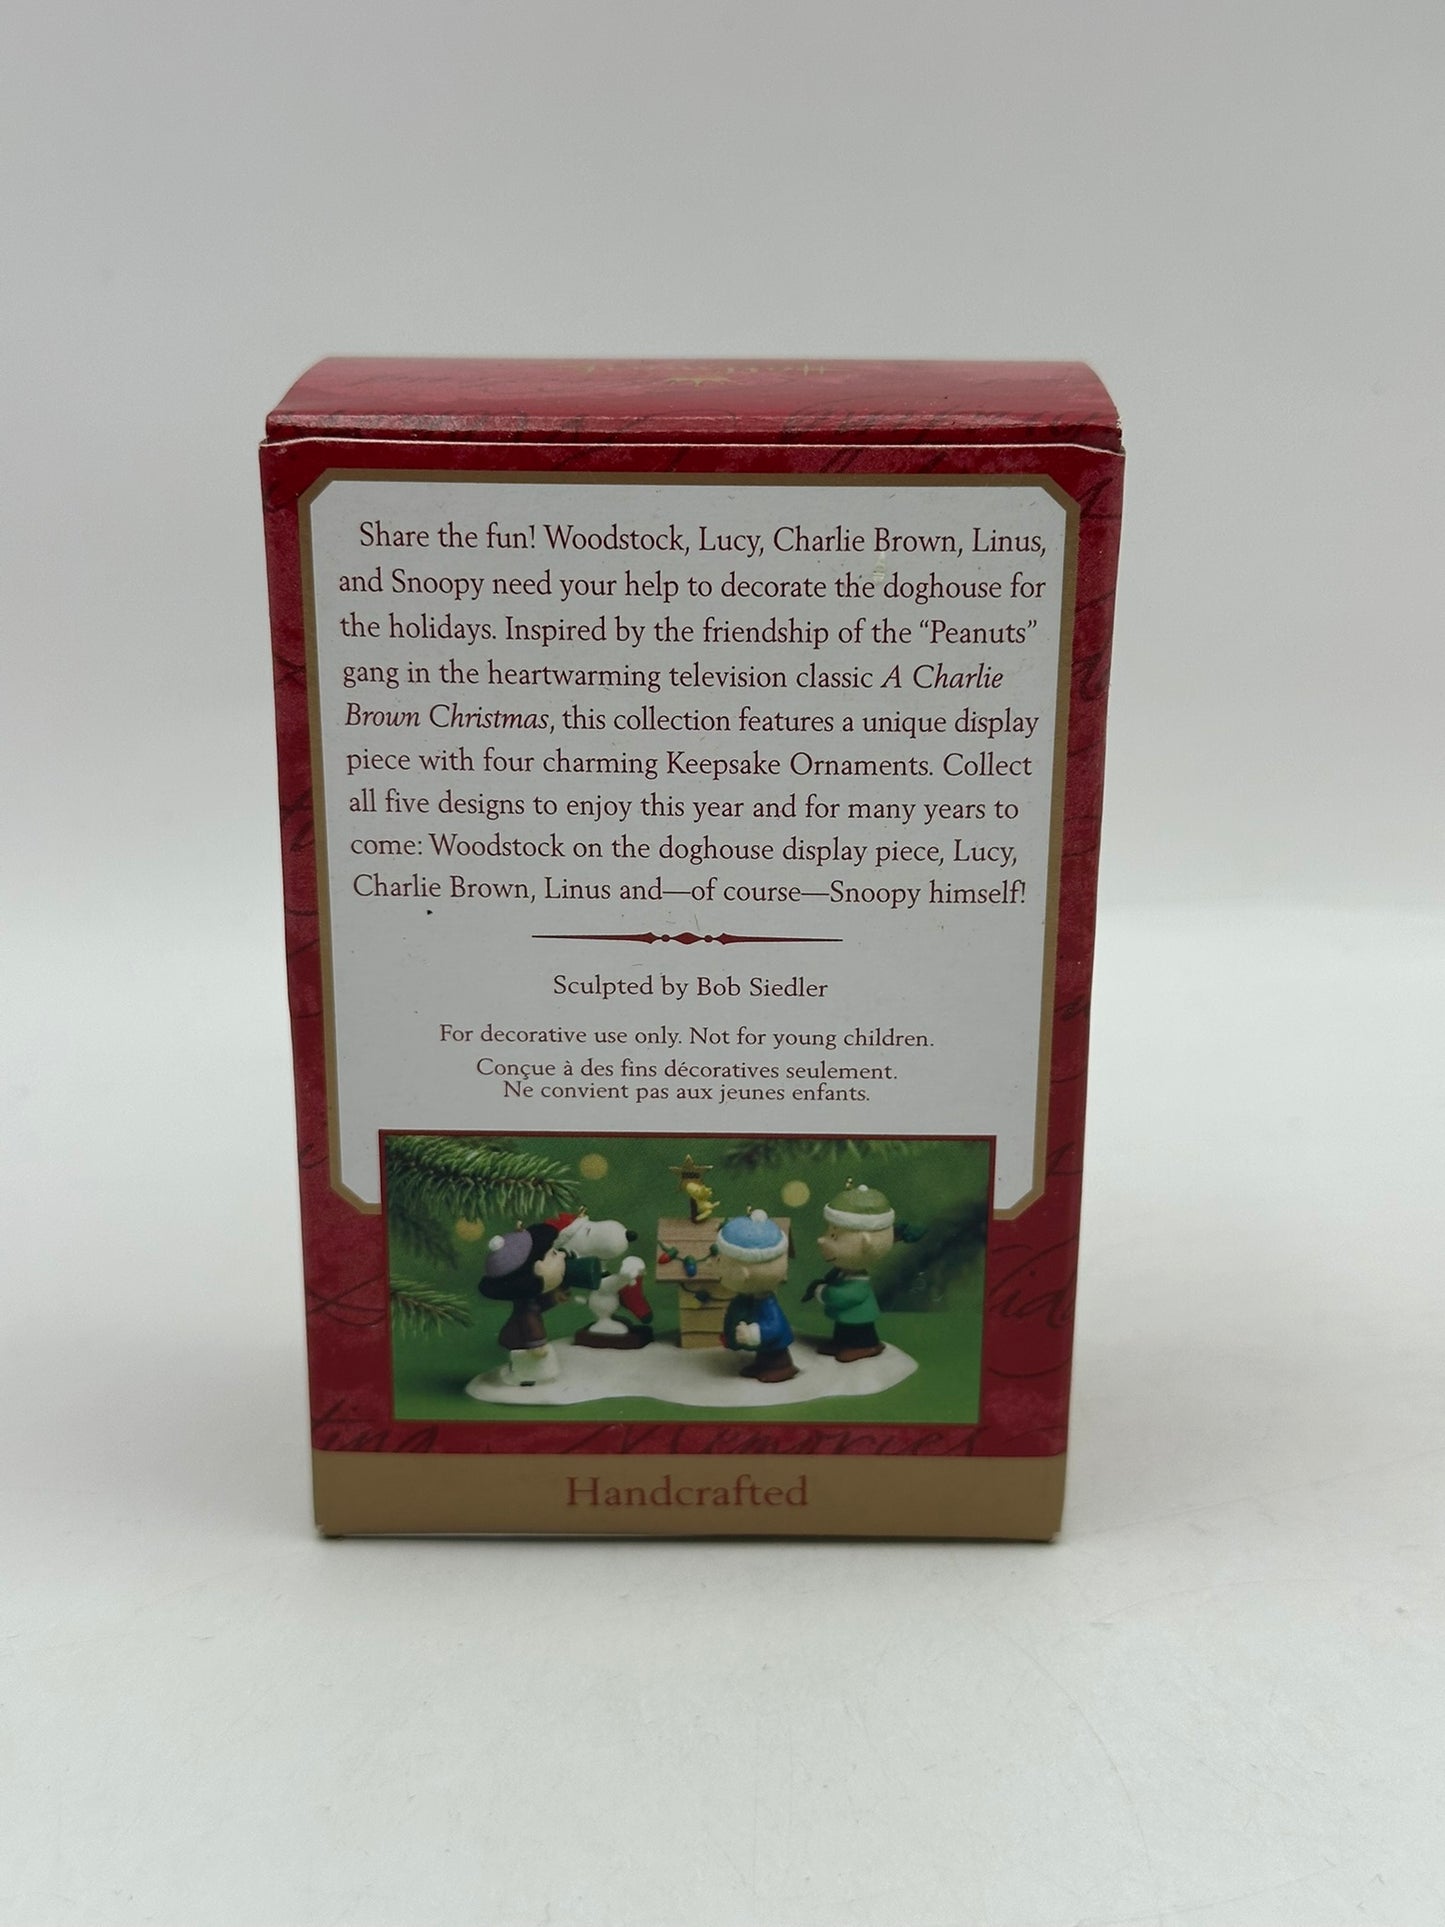 Hallmark
Share the fun! Woodstock, Lucy, Charlie Brown, Linus,
and Snoopy need your help to decorate the doghouse for
the holidays. Inspired by the friendship of the “Peanuts”
gang in the heartwarming television classic A Charlie
Brown Christmas, this collection features a unique display
piece with four charming Keepsake Ornaments. Collect
all five designs to enjoy this year and for many years to
come: Woodstock on the doghouse display piece, Lucy,
Charlie Brown, Linus and—of course—Snoopy himself!
Sculpted by Bob Siedler
For decorative use only. Not for young children.
Conçue à des fins décoratives seulement.
Ne convient pas aux jeunes enfants.
Memories
Handcrafted